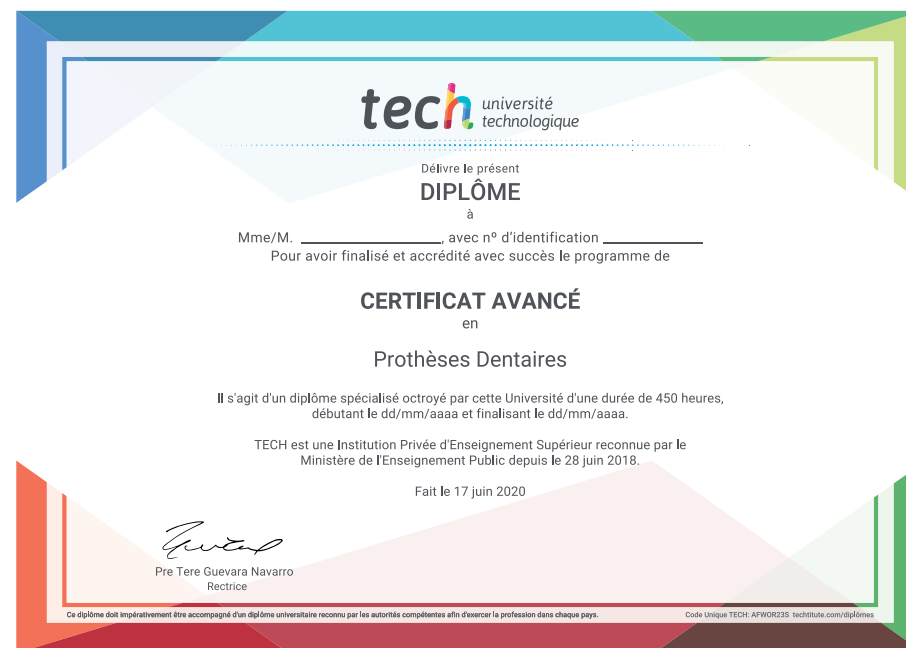 tech université
technologique
Délivre le présent
DIPLÔME
à
Mme/M. ____________________, avec nº d'identification ______________
Pour avoir finalisé et accrédité avec succès le programme de
CERTIFICAT AVANCÉ
en
Prothèses Dentaires
Il s'agit d'un diplôme spécialisé octroyé par cette Université d'une durée de 450 heures,
débutant le dd/mm/aaaa et finalisant le dd/mm/aaaa.
TECH est une Institution Privée d'Enseignement Supérieur reconnue par le
Ministère de l'Enseignement Public depuis le 28 juin 2018.
Fait le 17 juin 2020
Pre Tere Guevara Navarro
Rectrice
Ce diplôme doit impérativement être accompagné d'un diplôme universitaire reconnu par les autorités compétentes afin d'exercer la profession dans chaque pays.
Code Unique TECH: AFWOR23S techtitute.com/diplômes